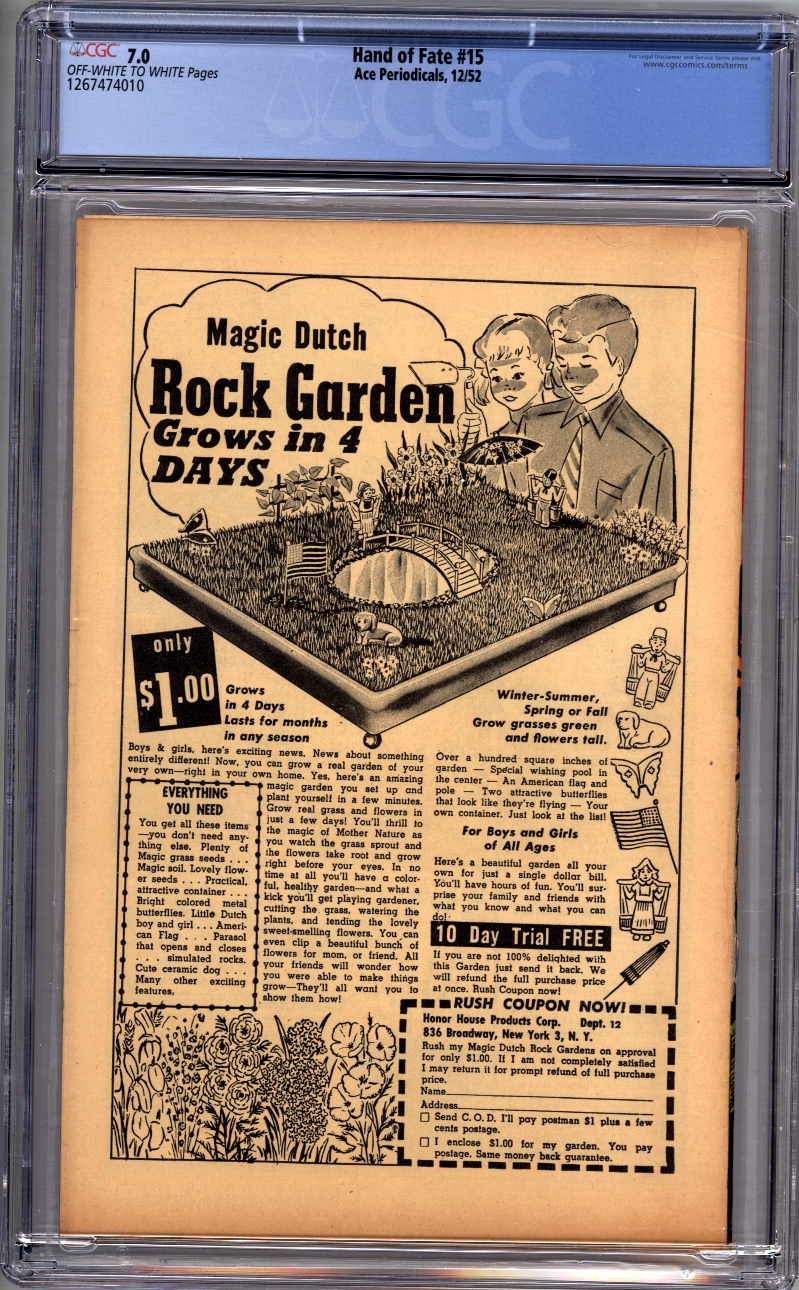 CGC 7.0
OFF-WHITE TO WHITE Pages
1267474010
Hand of Fate #15
Ace Periodicals, 12/52
For Legal Disclaimer and Service Terms please visit:
www.cgccomics.com/terms
CGC
Magic Dutch
Rock Garden
Grows in 4
DAYS
only
$1.00
Grows
in 4 Days
Lasts for months
in any season
Winter-Summer,
Spring or Fall
Grow grasses green
and flowers tall.
Boys & girls, here's exciting news. News about something
entirely different! Now, you can grow a real garden of your
very own—right in your own home. Yes, here's an amazing
magic garden you set up and
plant yourself in a few minutes.
Grow real grass and flowers in
just a few days! You'll thrill to
the magic of Mother Nature as
you watch the grass sprout and
the flowers take root and grow
right before your eyes. In no
time at all you'll have a color-
ful, healthy garden—and what a
kick you'll get playing gardener,
cutting the grass, watering the
plants, and tending the lovely
sweet-smelling flowers. You can
even clip a beautiful bunch of
flowers for mom, or friend. All
your friends will wonder how
you were able to make things
grow—They'll all want you to
show them how!
EVERYTHING
YOU NEED
You get all these items
—you don't need any-
thing else. Plenty of
Magic grass seeds . . .
Magic soil. Lovely flow-
er seeds . . . Practical,
attractive container . . .
Bright colored metal
butterflies. Little Dutch
boy and girl . . . Ameri-
can Flag . . . Parasol
that opens and closes
. . . simulated rocks.
Cute ceramic dog . . .
Many other exciting
features.
Over a hundred square inches of
garden — Special wishing pool in
the center — An American flag and
pole — Two attractive butterflies
that look like they're flying — Your
own container. Just look at the list!
For Boys and Girls
of All Ages
Here's a beautiful garden all your
own for just a single dollar bill.
You'll have hours of fun. You'll sur-
prise your family and friends with
what you know and what you can
do!
10 Day Trial FREE
If you are not 100% delighted with
this Garden just send it back. We
will refund the full purchase price
at once. Rush Coupon now!
RUSH COUPON NOW!
Honor House Products Corp. Dept. 12
836 Broadway, New York 3, N. Y.
Rush my Magic Dutch Rock Gardens on approval
for only $1.00. If I am not completely satisfied
I may return it for prompt refund of full purchase
price.
Name
Address
Send C. O. D. I'll pay postman $1 plus a few
cents postage.
I enclose $1.00 for my garden. You pay
postage. Same money back guarantee.